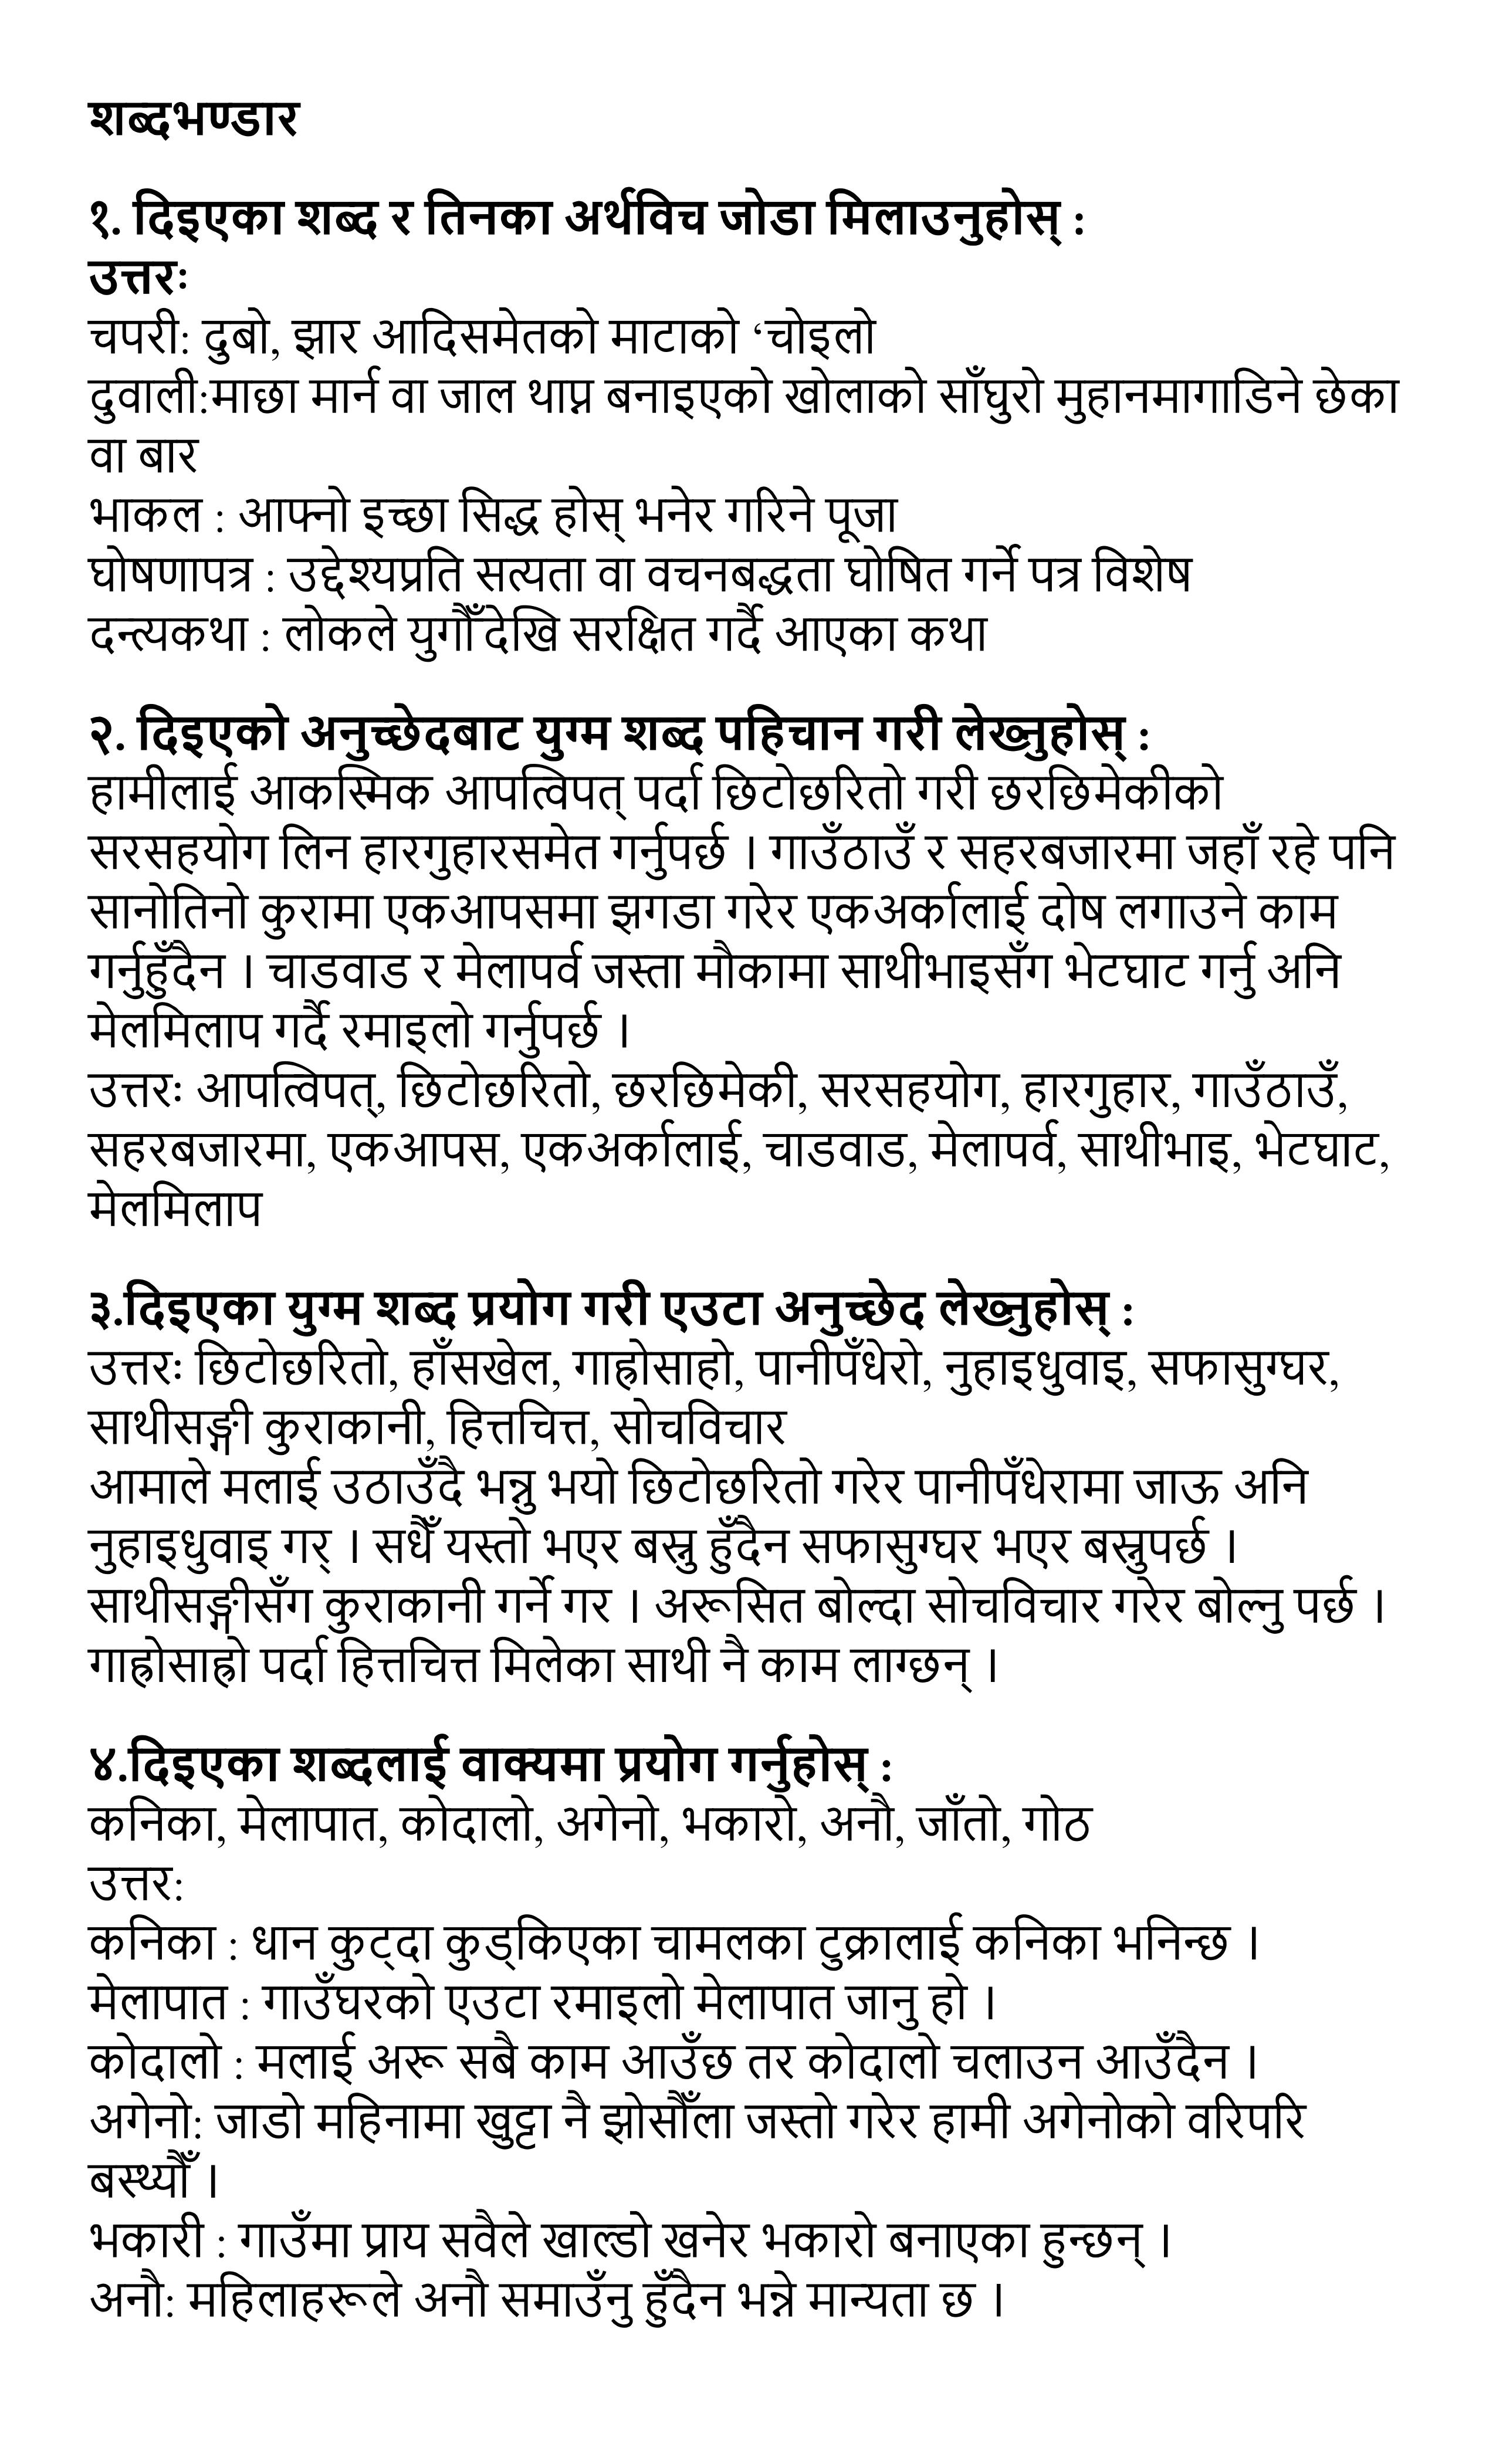 शब्दभण्डार
१. दिइएका शब्द र तिनका अर्थविच जोडा मिलाउनुहोस् :
उत्तरः
चपरी: दुबो, झार आदिसमेतको माटाको ‘चोइलो
दुवाली:माछा मार्न वा जाल थाप्न बनाइएको खोलाको साँघुरो मुहानमागाडिने छेका
वा बार
भाकल : आफ्नो इच्छा सिद्ध होस् भनेर गरिने पूजा
घोषणापत्र : उद्देश्यप्रति सत्यता वा वचनबद्धता घोषित गर्ने पत्र विशेष
दन्त्यकथा : लोकले युगौँदेखि सरक्षित गर्दै आएका कथा
२. दिइएको अनुच्छेदबाट युग्म शब्द पहिचान गरी लेख्नुहोस् :
हामीलाई आकस्मिक आपत्विपत् पर्दा छिटोछरितो गरी छरछिमेकीको
सरसहयोग लिन हारगुहारसमेत गर्नुपर्छ । गाउँठाउँ र सहरबजारमा जहाँ रहे पनि
सानोतिनो कुरामा एकआपसमा झगडा गरेर एकअर्कालाई दोष लगाउने काम
गर्नुहुँदैन । चाडवाड र मेलापर्व जस्ता मौकामा साथीभाइसँग भेटघाट गर्नु अनि
मेलमिलाप गर्दै रमाइलो गर्नुपर्छ ।
उत्तरः आपत्विपत्, छिटोछरितो, छरछिमेकी, सरसहयोग, हारगुहार, गाउँठाउँ,
सहरबजारमा, एकआपस, एकअर्कालाई, चाडवाड, मेलापर्व, साथीभाइ, भेटघाट,
मेलमिलाप
३.दिइएका युग्म शब्द प्रयोग गरी एउटा अनुच्छेद लेख्नुहोस् :
उत्तरः छिटोछरितो, हाँसखेल, गाह्रोसाहो, पानीपँधेरो, नुहाइधुवाइ, सफासुग्घर,
साथीसङ्गी कुराकानी, हित्तचित्त, सोचविचार
आमाले मलाई उठाउँदै भन्नु भयो छिटोछरितो गरेर पानीपँधेरामा जाऊ अनि
नुहाइधुवाइ गर् । सधैँ यस्तो भएर बस्नु हुँदैन सफासुग्घर भएर बस्नुपर्छ ।
साथीसङ्गीसँग कुराकानी गर्ने गर । अरूसित बोल्दा सोचविचार गरेर बोल्नु पर्छ ।
गाह्रोसाह्रो पर्दा हित्तचित्त मिलेका साथी नै काम लाग्छन् ।
४.दिइएका शब्दलाई वाक्यमा प्रयोग गर्नुहोस् :
कनिका, मेलापात, कोदालो, अगेनो, भकारो, अनौ, जाँतो, गोठ
उत्तर:
कनिका : धान कुट्दा कुड्किएका चामलका टुक्रालाई कनिका भनिन्छ ।
मेलापात : गाउँघरको एउटा रमाइलो मेलापात जानु हो ।
कोदालो : मलाई अरू सबै काम आउँछ तर कोदालो चलाउन आउँदैन ।
अगेनो: जाडो महिनामा खुट्टा नै झोसौँला जस्तो गरेर हामी अगेनोको वरिपरि
बस्थ्यौँ ।
भकारी : गाउँमा प्राय सवैले खाल्डो खनेर भकारो बनाएका हुन्छन् ।
अनौ: महिलाहरूले अनौ समाउँनु हुँदैन भन्ने मान्यता छ ।